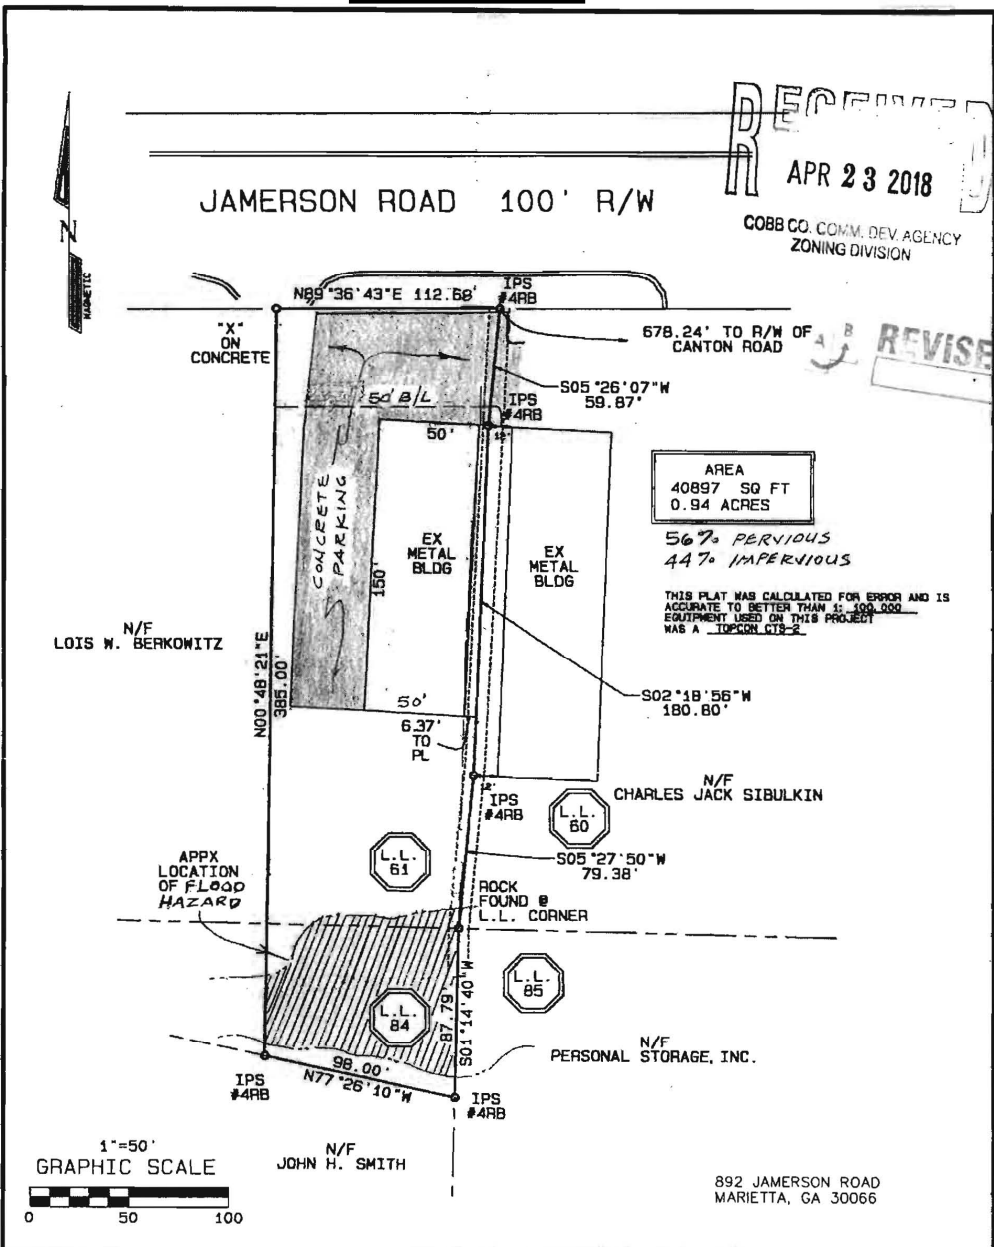 RECEIVED
APR 23 2018
COBB CO. COMM. DEV. AGENCY
ZONING DIVISION
JAMERSON ROAD 100' R/W
N
MAGNETIC
N89°36'43"E 112.68'
IPS
#4RB
"X"
ON
CONCRETE
678.24' TO R/W OF
CANTON ROAD
A B
REVISE
S05°26'07"W
59.87'
50' B/L
IPS
#4RB
50'
12'
AREA
40897 SQ FT
0.94 ACRES
56% PERVIOUS
44% IMPERVIOUS
CONCRETE
PARKING
150'
EX
METAL
BLDG
EX
METAL
BLDG
THIS PLAT WAS CALCULATED FOR ERROR AND IS
ACCURATE TO BETTER THAN 1: 100,000
EQUIPMENT USED ON THIS PROJECT
WAS A TOPCON CTS-2
N/F
LOIS W. BERKOWITZ
N00°48'21"E
385.00'
S02°18'56"W
180.80'
50'
6.37'
TO
PL
12'
IPS
#4RB
N/F
CHARLES JACK SIBULKIN
L.L.
60
L.L.
61
S05°27'50"W
79.38'
APPX
LOCATION
OF FLOOD
HAZARD
ROCK
FOUND @
L.L. CORNER
L.L.
85
L.L.
84
87.79'
S01°14'40"W
N/F
PERSONAL STORAGE, INC.
98.00'
N77°26'10"W
IPS
#4RB
IPS
#4RB
N/F
JOHN H. SMITH
1"=50'
GRAPHIC SCALE
0 50 100
892 JAMERSON ROAD
MARIETTA, GA 30066